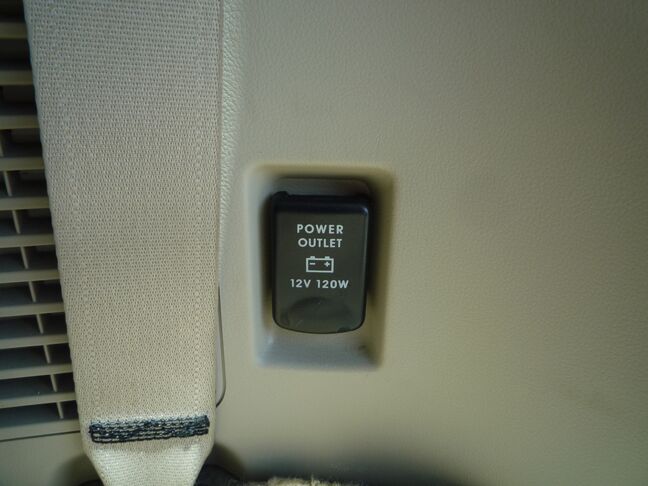 POWER
OUTLET
- +
12V 120W